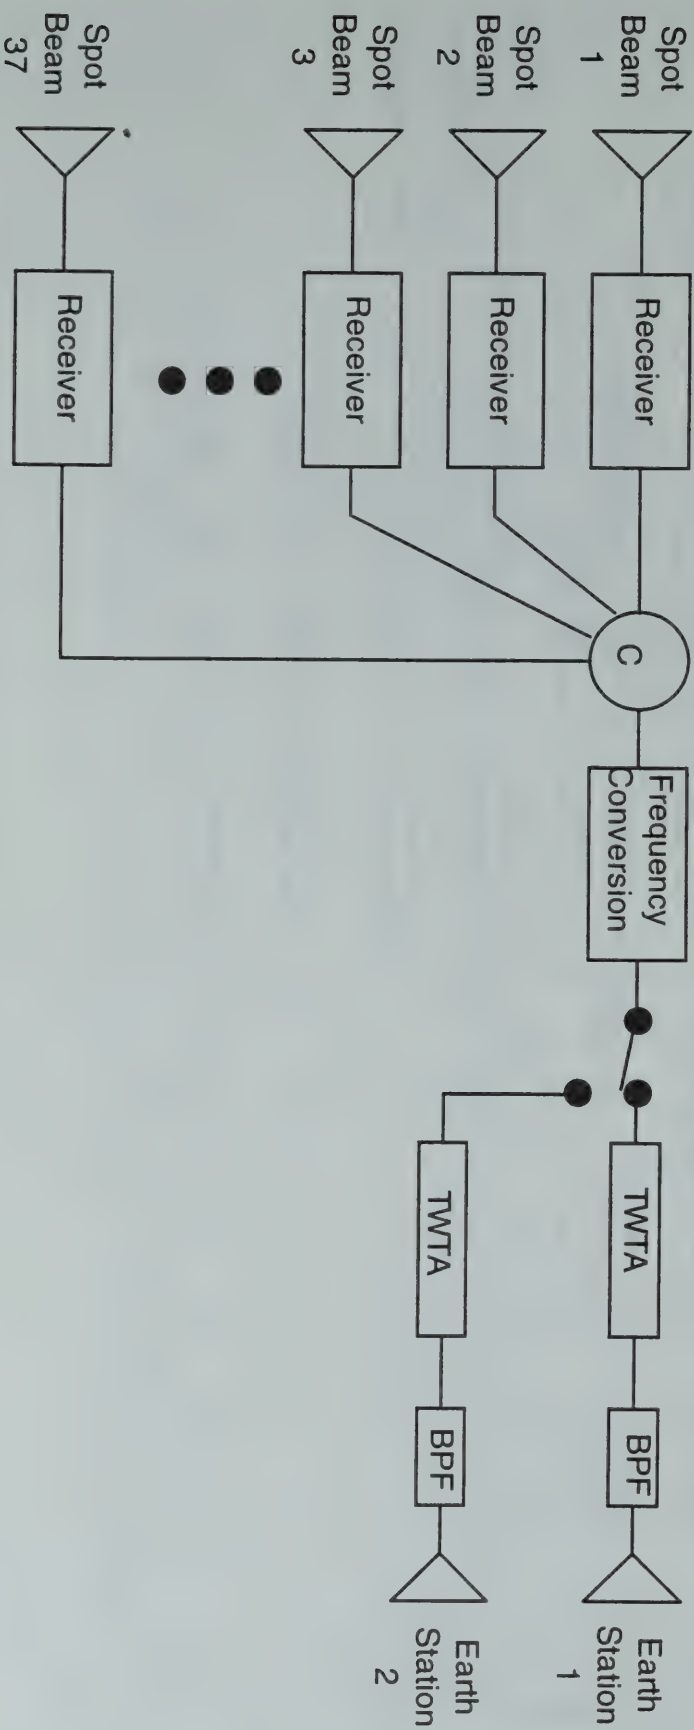 Spot
Beam
1
Receiver
C
Frequency
Conversion
TWTA
BPF
Earth
Station
1
Spot
Beam
2
Receiver
TWTA
BPF
Earth
Station
2
Spot
Beam
3
Receiver
Spot
Beam
37
Receiver